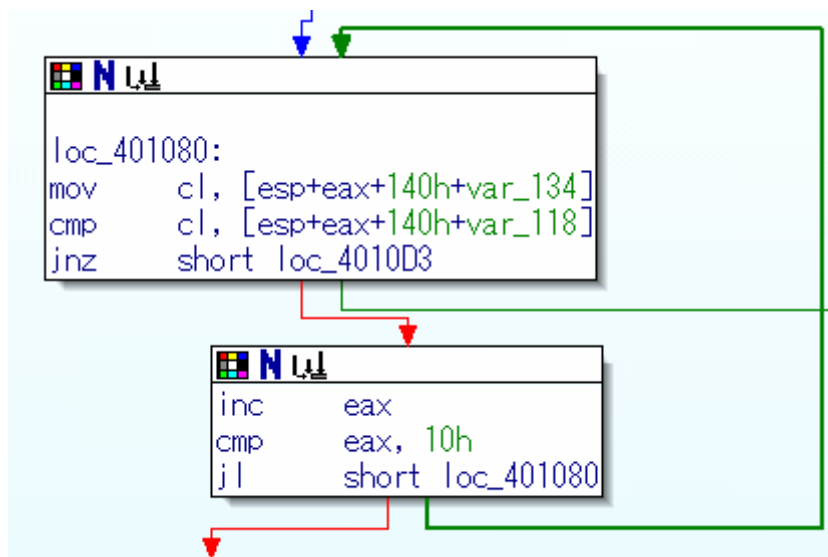 loc_401080:
mov cl, [esp+eax+140h+var_134]
cmp cl, [esp+eax+140h+var_118]
jnz short loc_4010D3
inc eax
cmp eax, 10h
jl short loc_401080